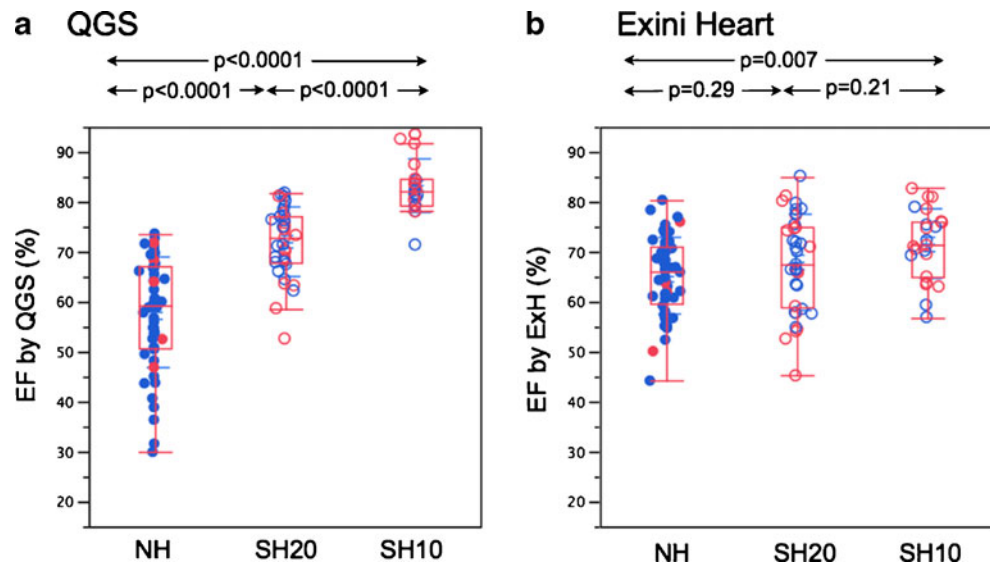 a QGS
p<0.0001
p<0.0001 p<0.0001
EF by QGS (%)
90
80
70
60
50
40
30
20
NH SH20 SH10
b Exini Heart
p=0.007
p=0.29 p=0.21
EF by ExH (%)
90
80
70
60
50
40
30
20
NH SH20 SH10